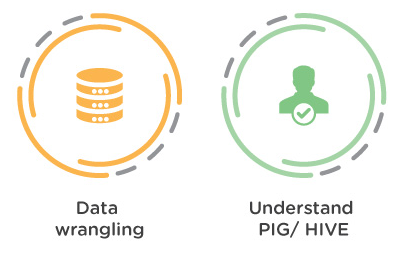 Data
wrangling
Understand
PIG/ HIVE